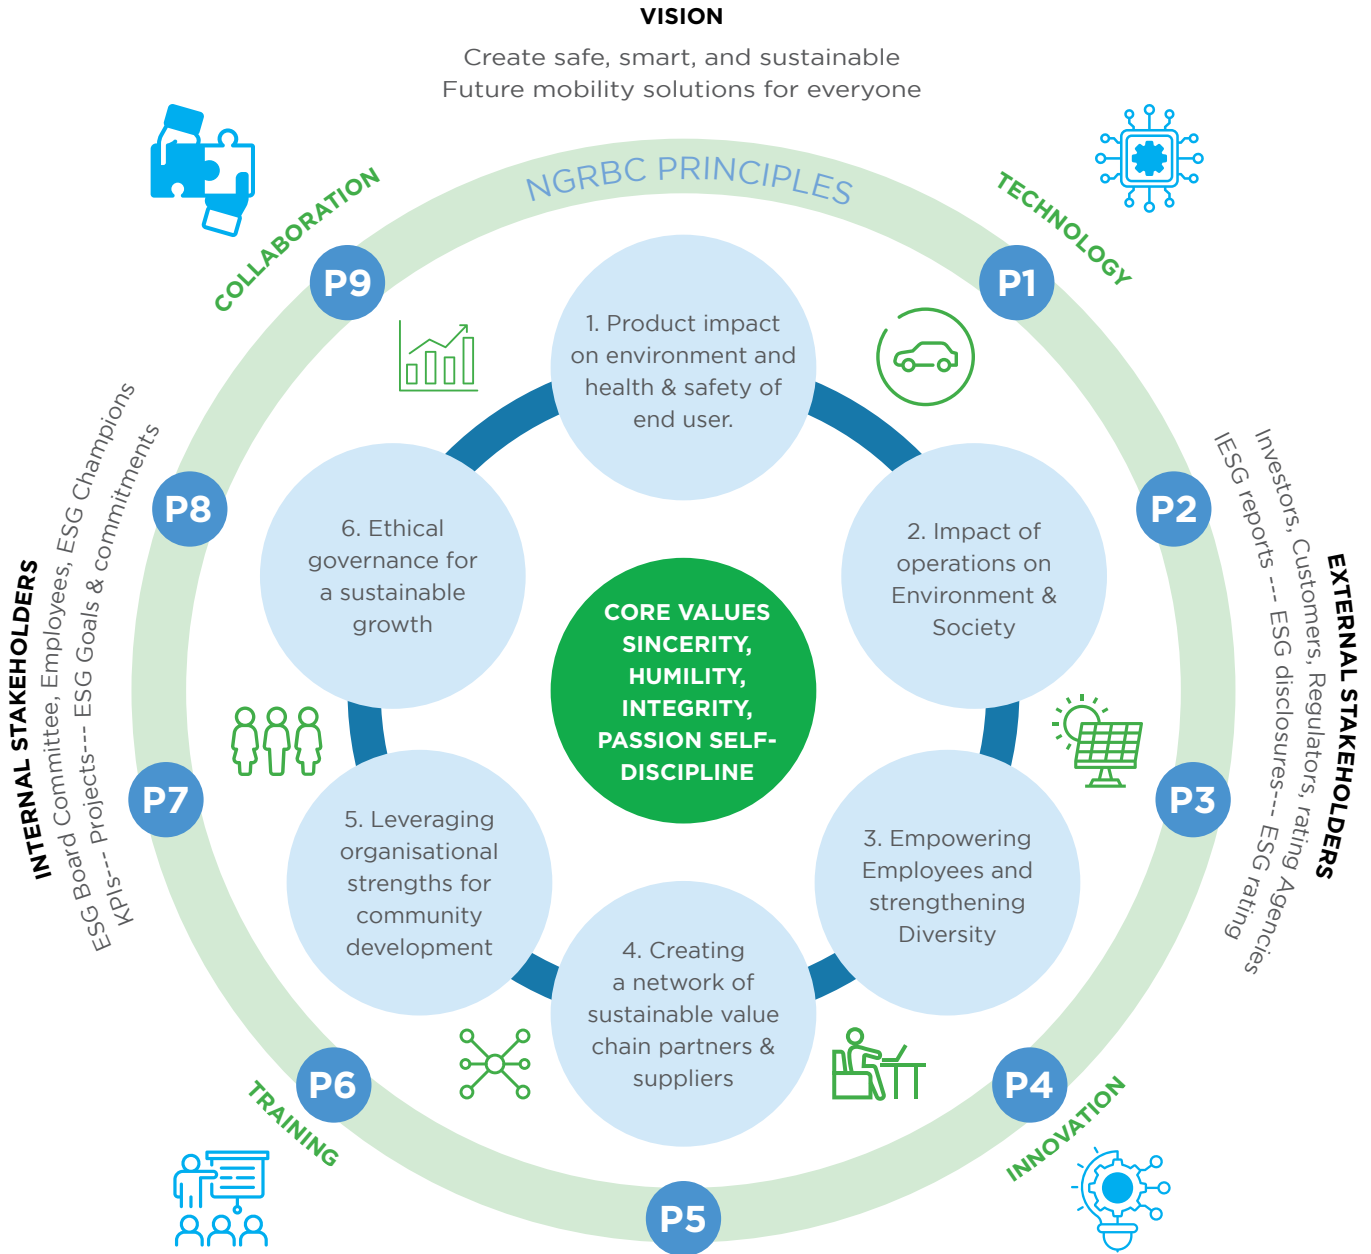 VISION
Create safe, smart, and sustainable
Future mobility solutions for everyone
NGRBC PRINCIPLES
COLLABORATION
TECHNOLOGY
P9
P1
1. Product impact
on environment and
health & safety of
end user.
P8
P2
6. Ethical
governance for
a sustainable
growth
2. Impact of
operations on
Environment &
Society
CORE VALUES
SINCERITY,
HUMILITY,
INTEGRITY,
PASSION SELF-
DISCIPLINE
INTERNAL STAKEHOLDERS
ESG Board Committee, Employees, ESG Champions
KPIs--- Projects--- ESG Goals & commitments
EXTERNAL STAKEHOLDERS
Investors, Customers, Regulators, rating Agencies
IESG reports ---- ESG disclosures--- ESG rating
P7
P3
5. Leveraging
organisational
strengths for
community
development
3. Empowering
Employees and
strengthening
Diversity
4. Creating
a network of
sustainable value
chain partners &
suppliers
P6
P4
TRAINING
INNOVATION
P5